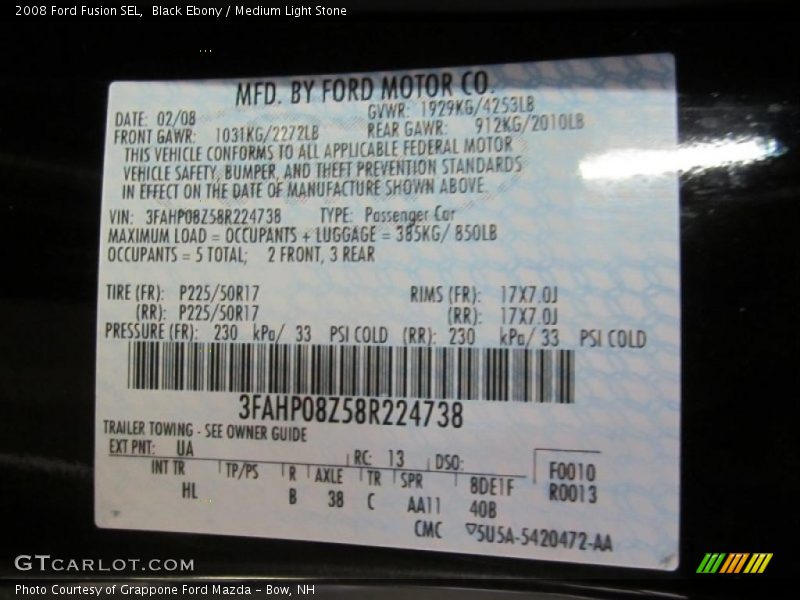 2008 Ford Fusion SEL,  Black Ebony / Medium Light Stone
MFD. BY FORD MOTOR CO.
DATE: 02/08 GVWR: 1929KG/4253LB
FRONT GAWR: 1031KG/2272LB REAR GAWR: 912KG/2010LB
THIS VEHICLE CONFORMS TO ALL APPLICABLE FEDERAL MOTOR
VEHICLE SAFETY, BUMPER, AND THEFT PREVENTION STANDARDS
IN EFFECT ON THE DATE OF MANUFACTURE SHOWN ABOVE.
VIN: 3FAHP08Z58R224738 TYPE: Passenger Car
MAXIMUM LOAD = OCCUPANTS + LUGGAGE = 385KG/ 850LB
OCCUPANTS = 5 TOTAL; 2 FRONT, 3 REAR
TIRE (FR): P225/50R17 RIMS (FR): 17X7.0J
(RR): P225/50R17 (RR): 17X7.0J
PRESSURE (FR): 230 kPa/ 33 PSI COLD (RR): 230 kPa/ 33 PSI COLD
3FAHP08Z58R224738
TRAILER TOWING - SEE OWNER GUIDE
EXT PNT: UA RC: 13 DSO: F0010
INT TR TP/PS R AXLE TR SPR 8DE1F R0013
HL B 38 C AA11 40B
CMC ▽5U5A-5420472-AA
GTCARLOT.COM
Photo Courtesy of Grappone Ford Mazda - Bow, NH